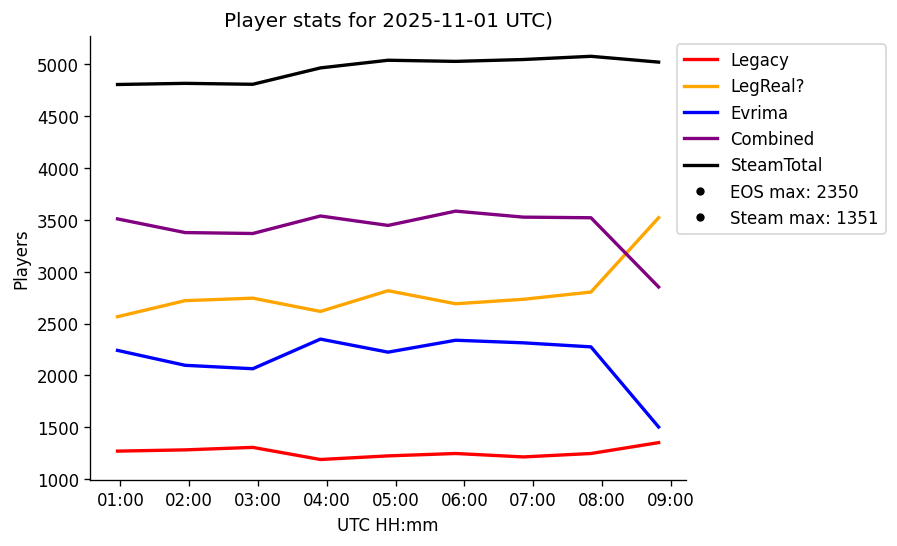 Player stats for 2025-11-01 UTC)
Players
5000
4500
4000
3500
3000
2500
2000
1500
1000
01:00 02:00 03:00 04:00 05:00 06:00 07:00 08:00 09:00
UTC HH:mm
Legacy
LegReal?
Evrima
Combined
SteamTotal
EOS max: 2350
Steam max: 1351